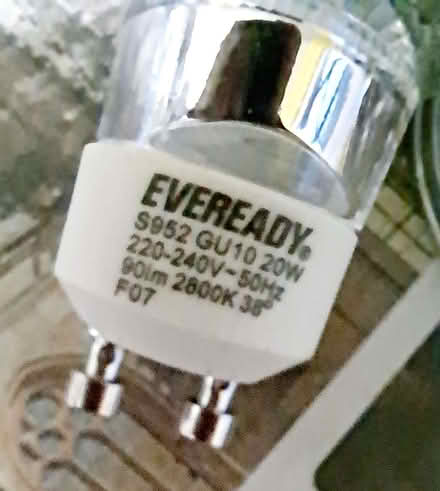 EVEREADY®
S952 GU10 20W
220-240V~50Hz
90lm 2800K 38°
F07